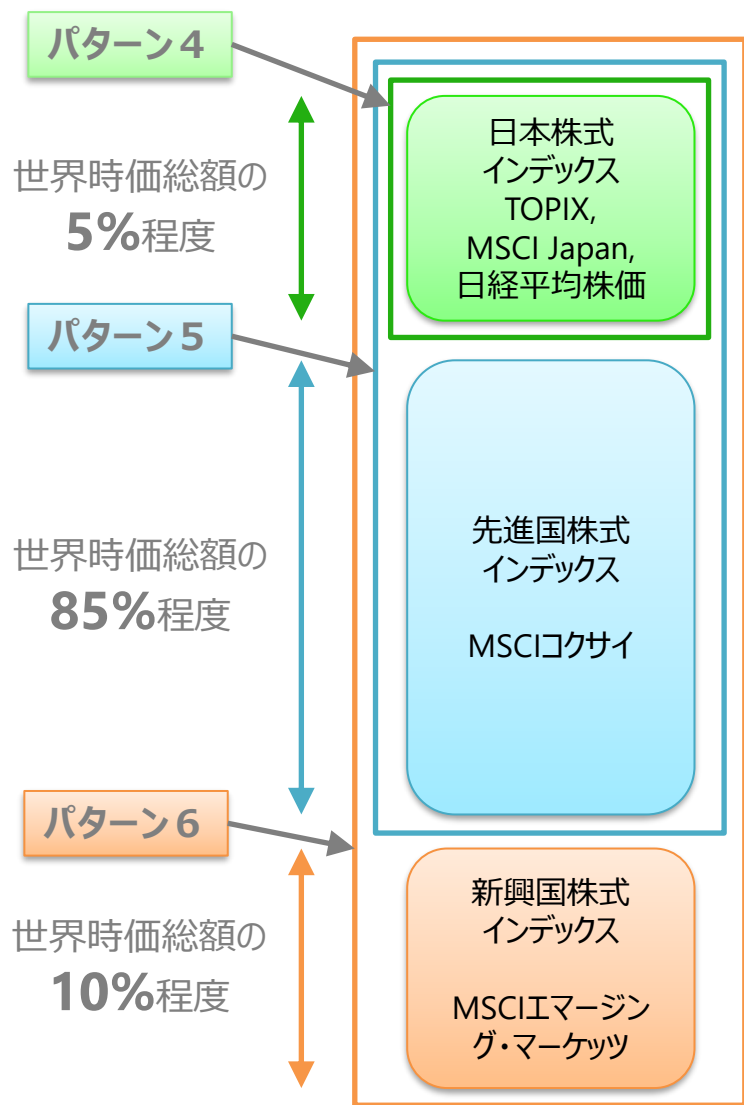 パターン４
世界時価総額の
5%程度
日本株式
インデックス
TOPIX,
MSCI Japan,
日経平均株価
パターン５
世界時価総額の
85%程度
先進国株式
インデックス
MSCIコクサイ
パターン６
世界時価総額の
10%程度
新興国株式
インデックス
MSCIエマージン
グ・マーケッツ